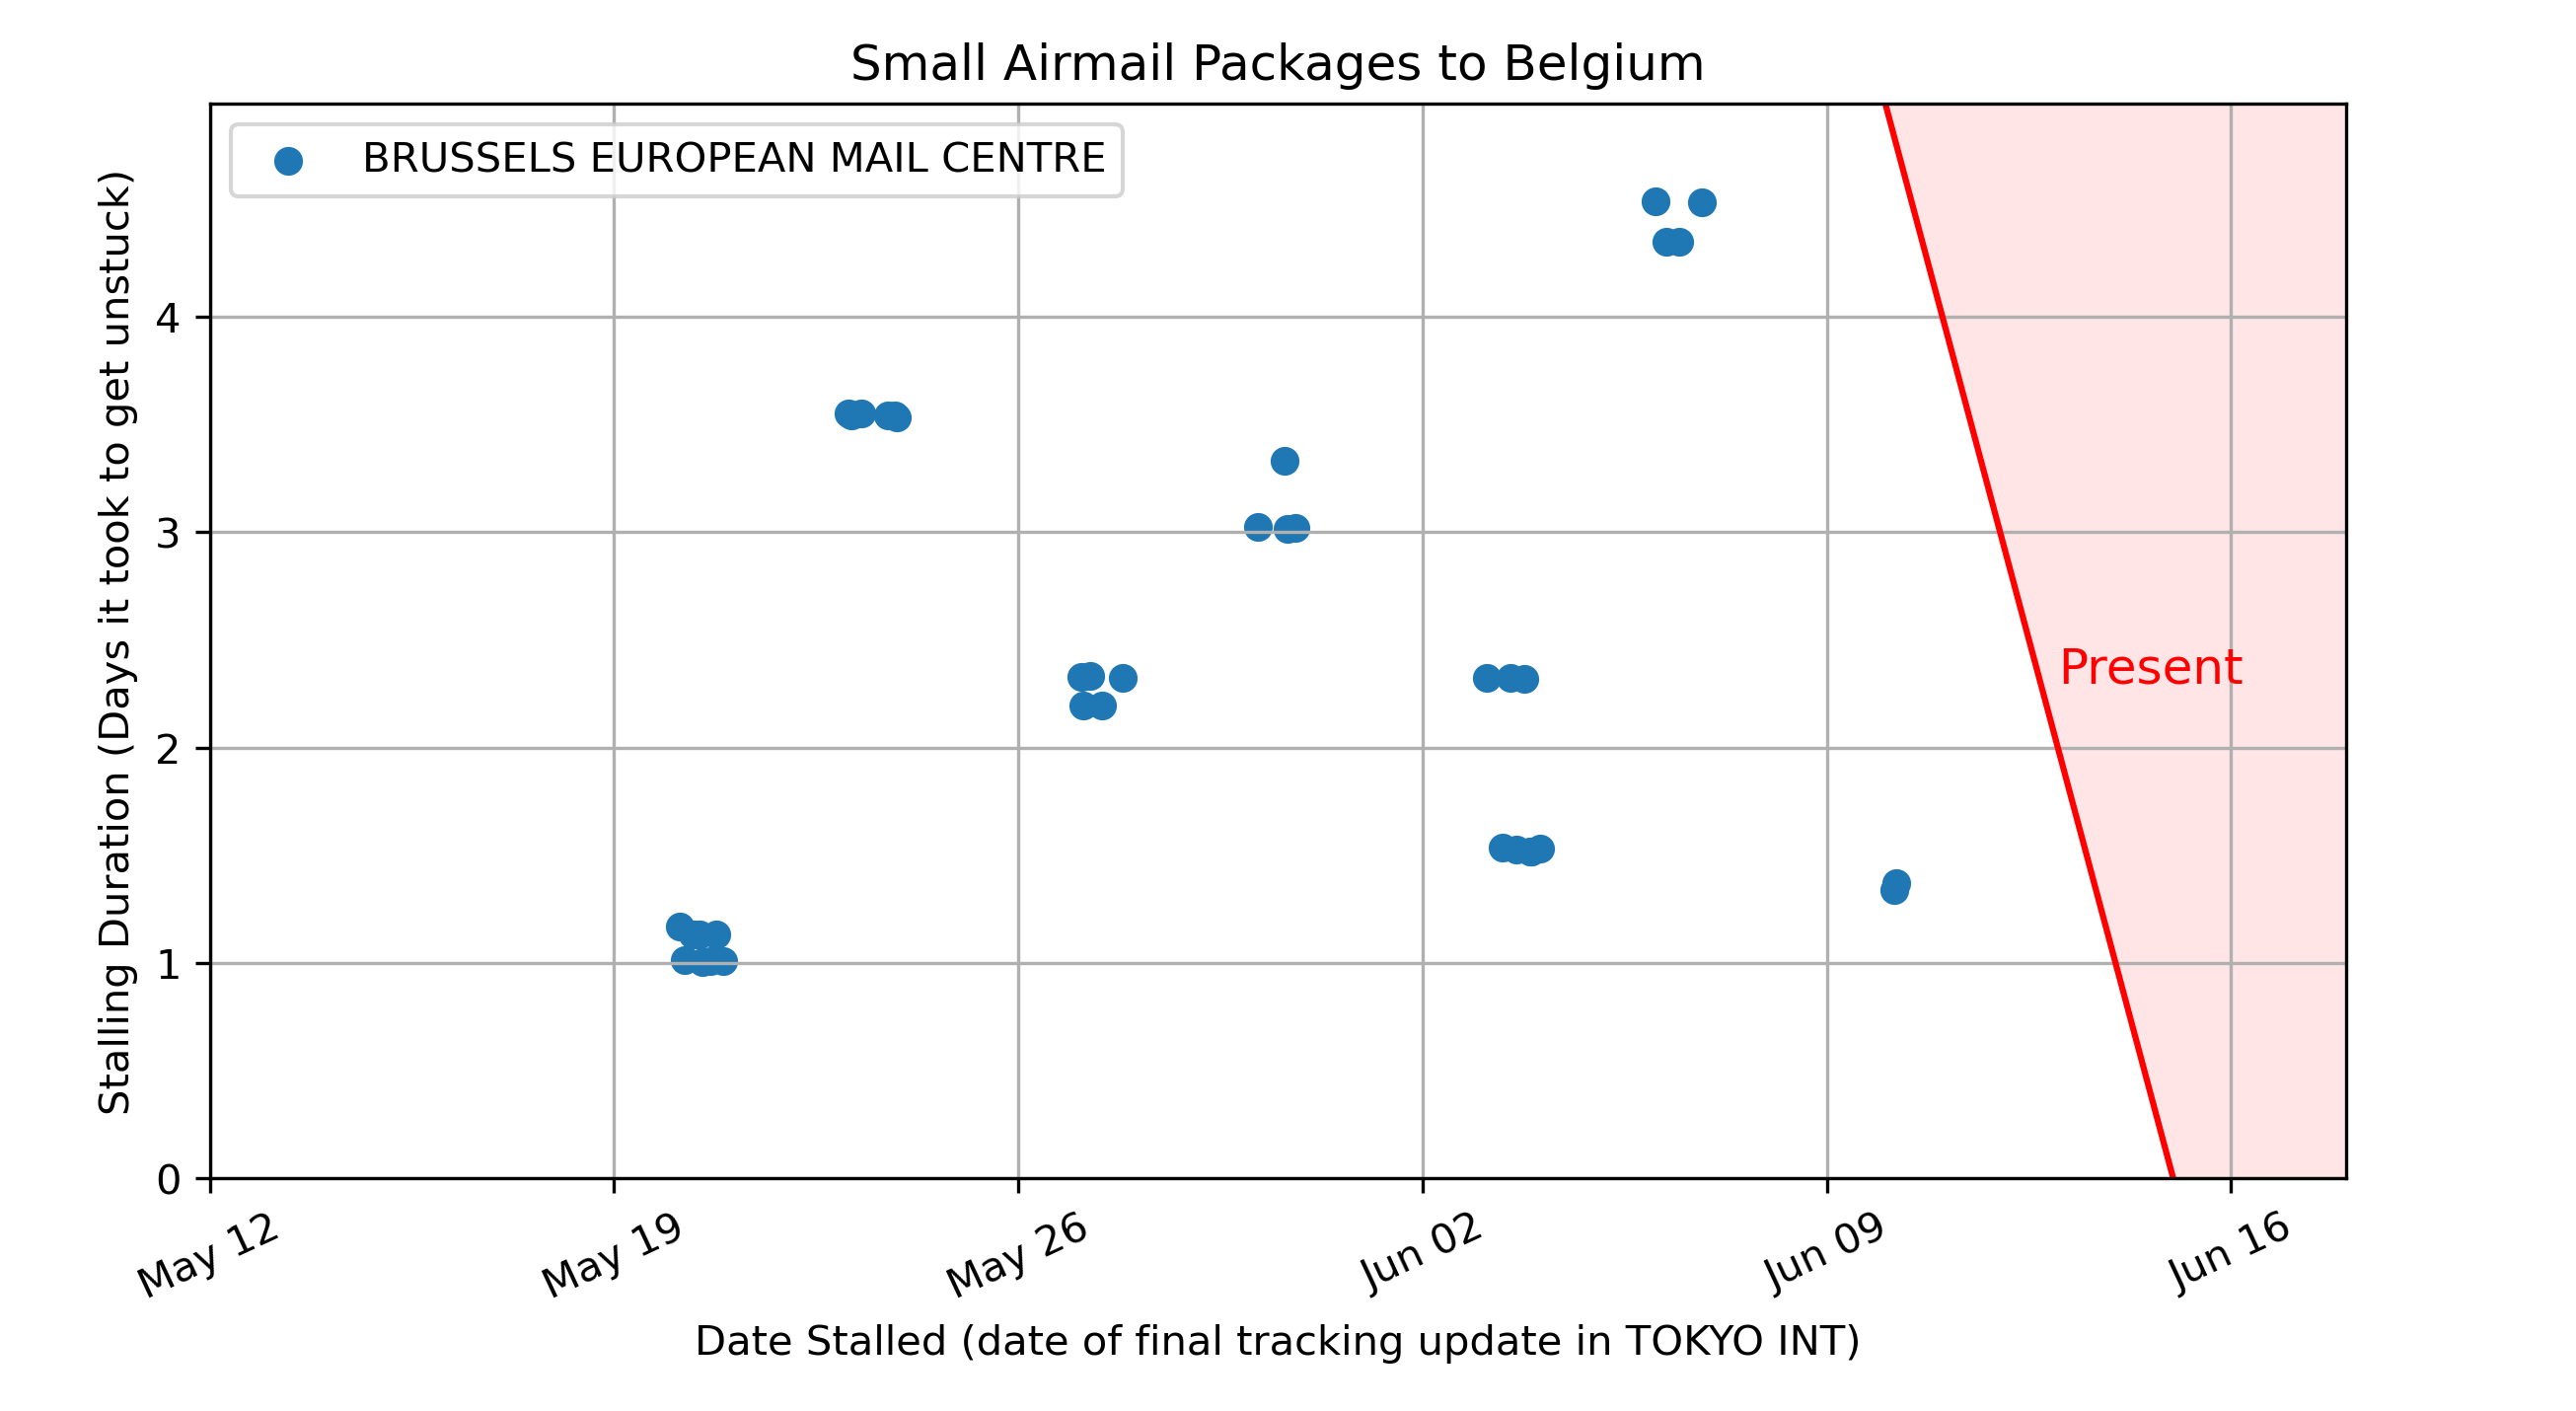 Small Airmail Packages to Belgium
BRUSSELS EUROPEAN MAIL CENTRE
Stalling Duration (Days it took to get unstuck)
4
3
2
1
0
Present
May 12
May 19
May 26
Jun 02
Jun 09
Jun 16
Date Stalled (date of final tracking update in TOKYO INT)